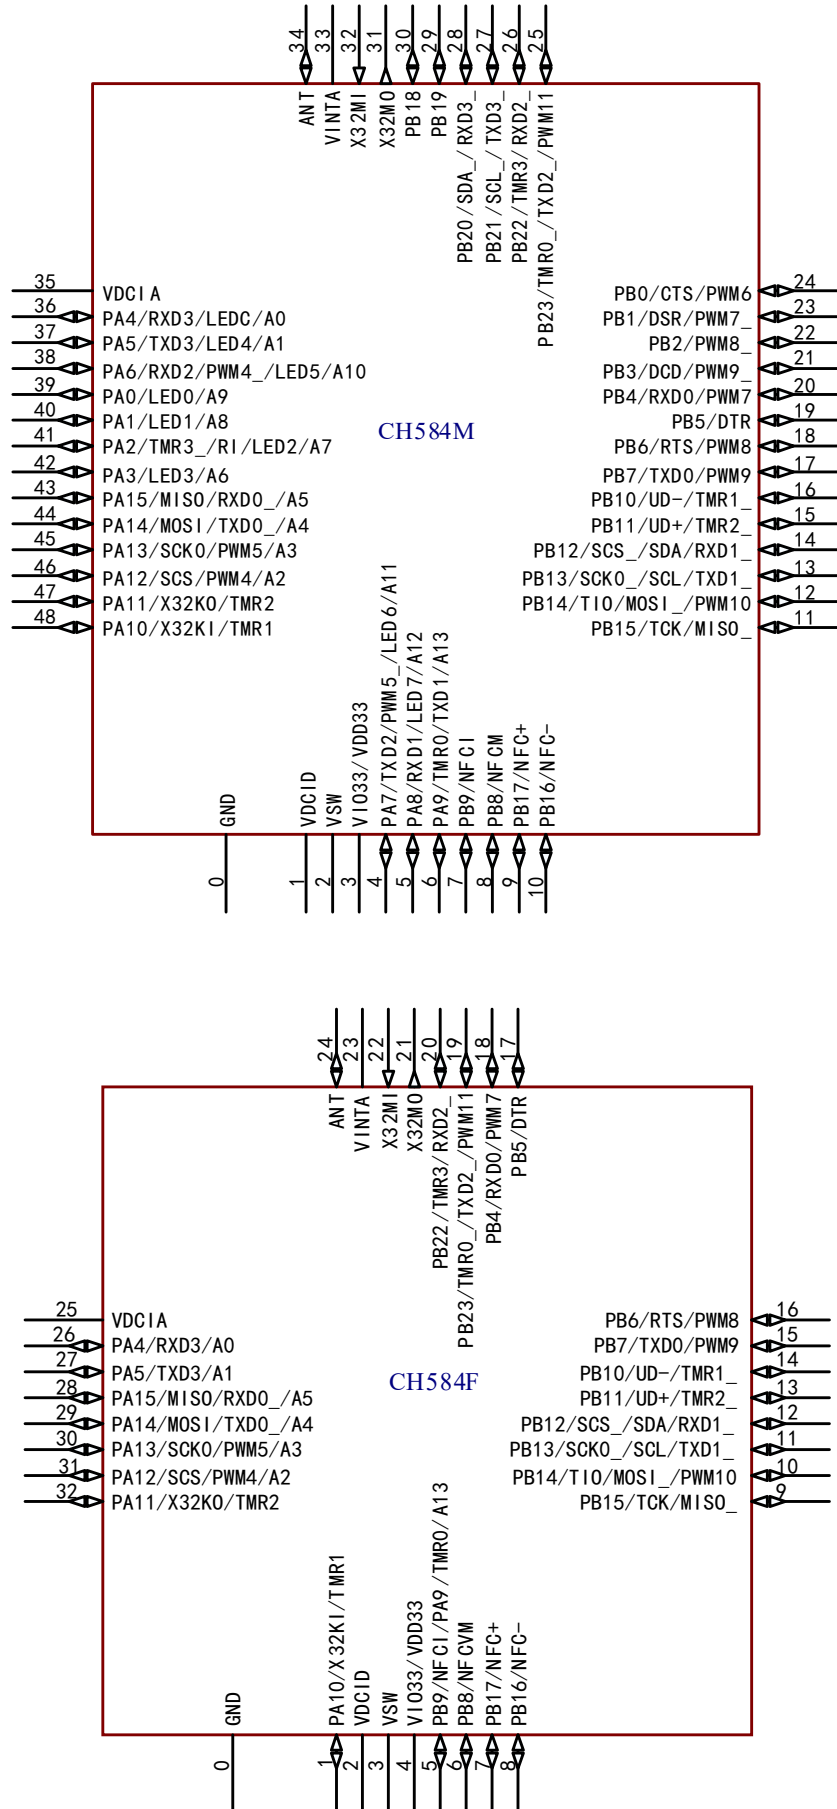 34 33 32 31 30 29 28 27 26 25
ANT
VINTA
X32MI
X32MO
PB18
PB19
PB20/SDA_/RXD3_
PB21/SCL_/TXD3_
PB22/TMR3/RXD2_
PB23/TMR0_/TXD2_/PWM11
35 VDCIA
36 PA4/RXD3/LEDC/A0
37 PA5/TXD3/LED4/A1
38 PA6/RXD2/PWM4_/LED5/A10
39 PA0/LED0/A9
40 PA1/LED1/A8
41 PA2/TMR3_/RI/LED2/A7
42 PA3/LED3/A6
43 PA15/MISO/RXD0_/A5
44 PA14/MOSI/TXD0_/A4
45 PA13/SCK0/PWM5/A3
46 PA12/SCS/PWM4/A2
47 PA11/X32KO/TMR2
48 PA10/X32KI/TMR1
CH584M
PB0/CTS/PWM6 24
PB1/DSR/PWM7_ 23
PB2/PWM8_ 22
PB3/DCD/PWM9_ 21
PB4/RXD0/PWM7 20
PB5/DTR 19
PB6/RTS/PWM8 18
PB7/TXD0/PWM9 17
PB10/UD-/TMR1_ 16
PB11/UD+/TMR2_ 15
PB12/SCS_/SDA/RXD1_ 14
PB13/SCK0_/SCL/TXD1_ 13
PB14/TIO/MOSI_/PWM10 12
PB15/TCK/MISO_ 11
GND
VDCID
VSW
VIO33/VDD33
PA7/TXD2/PWM5_/LED6/A11
PA8/RXD1/LED7/A12
PA9/TMR0/TXD1/A13
PB9/NFCI
PB8/NFCM
PB17/NFC+
PB16/NFC-
0 1 2 3 4 5 6 7 8 9 10
24 23 22 21 20 19 18 17
ANT
VINTA
X32MI
X32MO
PB22/TMR3/RXD2_
PB23/TMR0_/TXD2_/PWM11
PB4/RXD0/PWM7
PB5/DTR
25 VDCIA
26 PA4/RXD3/A0
27 PA5/TXD3/A1
28 PA15/MISO/RXD0_/A5
29 PA14/MOSI/TXD0_/A4
30 PA13/SCK0/PWM5/A3
31 PA12/SCS/PWM4/A2
32 PA11/X32KO/TMR2
CH584F
PB6/RTS/PWM8 16
PB7/TXD0/PWM9 15
PB10/UD-/TMR1_ 14
PB11/UD+/TMR2_ 13
PB12/SCS_/SDA/RXD1_ 12
PB13/SCK0_/SCL/TXD1_ 11
PB14/TIO/MOSI_/PWM10 10
PB15/TCK/MISO_ 9
GND
PA10/X32KI/TMR1
VDCID
VSW
VIO33/VDD33
PB9/NFCI/PA9/TMR0/A13
PB8/NFCVM
PB17/NFC+
PB16/NFC-
0 1 2 3 4 5 6 7 8